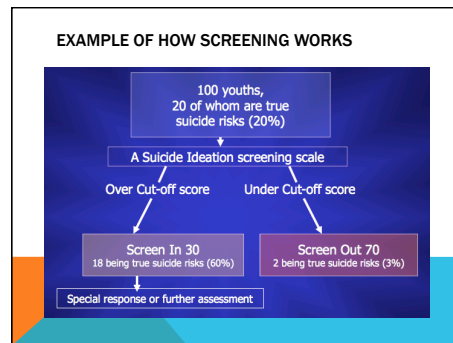 EXAMPLE OF HOW SCREENING WORKS
100 youths,
20 of whom are true
suicide risks (20%)
A Suicide Ideation screening scale
Over Cut-off score
Under Cut-off score
Screen In 30
18 being true suicide risks (60%)
Screen Out 70
2 being true suicide risks (3%)
Special response or further assessment